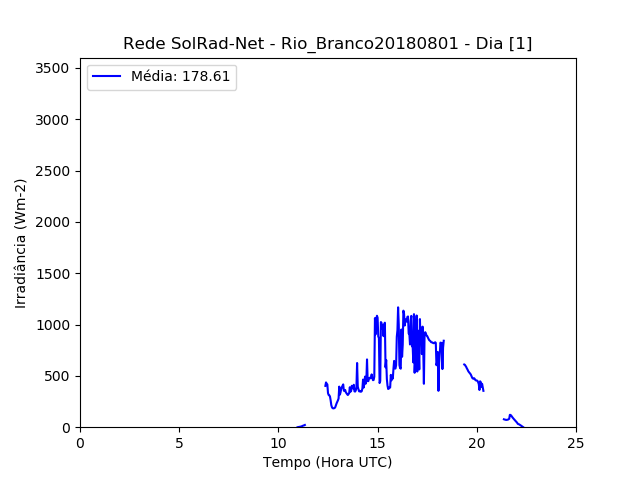 Rede SolRad-Net - Rio_Branco20180801 - Dia [1]
Média: 178.61
3500
3000
2500
2000
1500
1000
500
0
Irradiância (Wm-2)
0 5 10 15 20 25
Tempo (Hora UTC)